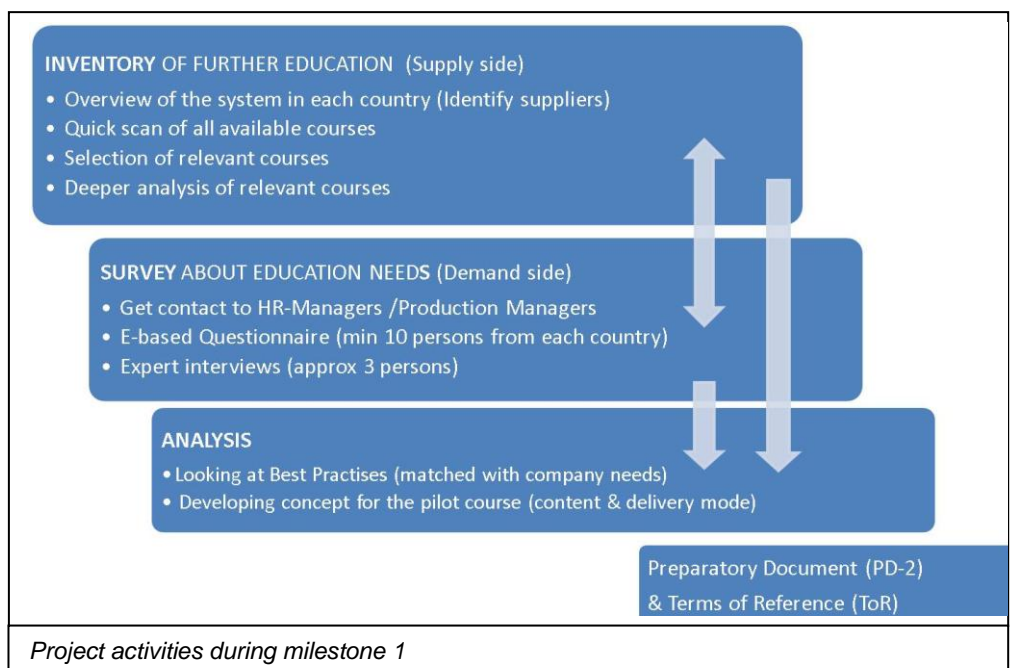 INVENTORY OF FURTHER EDUCATION (Supply side)
• Overview of the system in each country (Identify suppliers)
• Quick scan of all available courses
• Selection of relevant courses
• Deeper analysis of relevant courses
SURVEY ABOUT EDUCATION NEEDS (Demand side)
• Get contact to HR-Managers /Production Managers
• E-based Questionnaire (min 10 persons from each country)
• Expert interviews (approx 3 persons)
ANALYSIS
• Looking at Best Practises (matched with company needs)
• Developing concept for the pilot course (content & delivery mode)
Preparatory Document (PD-2)
& Terms of Reference (ToR)
Project activities during milestone 1